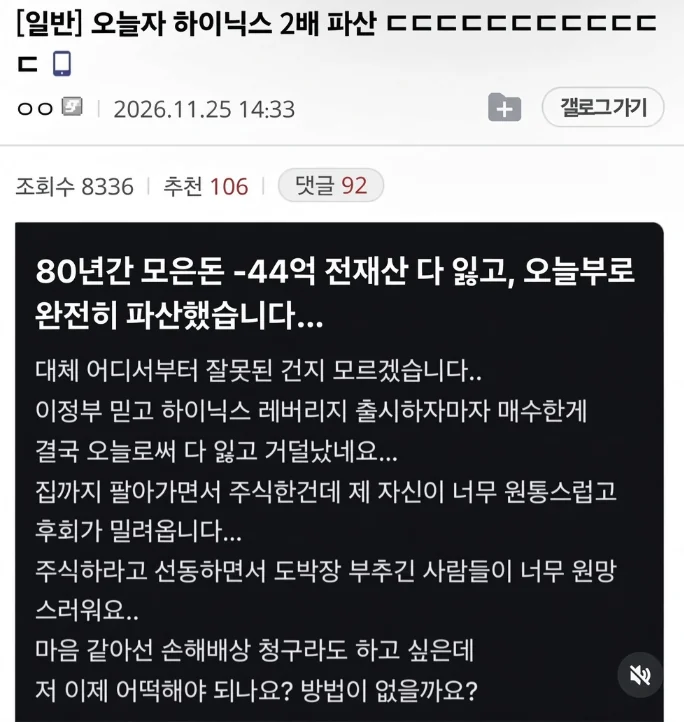 [일반] 오늘자 하이닉스 2배 파산 ㄷㄷㄷㄷㄷㄷㄷㄷㄷㄷㄷ
ㄷ
ㅇㅇ | 2026.11.25 14:33
갤로그 가기
조회수 8336 | 추천 106 | 댓글 92
80년간 모은돈 -44억 전재산 다 잃고, 오늘부로
완전히 파산했습니다...
대체 어디서부터 잘못된 건지 모르겠습니다..
이정부 믿고 하이닉스 레버리지 출시하자마자 매수한게
결국 오늘로써 다 잃고 거덜났네요...
집까지 팔아가면서 주식한건데 제 자신이 너무 원통스럽고
후회가 밀려옵니다...
주식하라고 선동하면서 도박장 부추긴 사람들이 너무 원망
스러워요..
마음 같아선 손해배상 청구라도 하고 싶은데
저 이제 어떡해야 되나요? 방법이 없을까요?